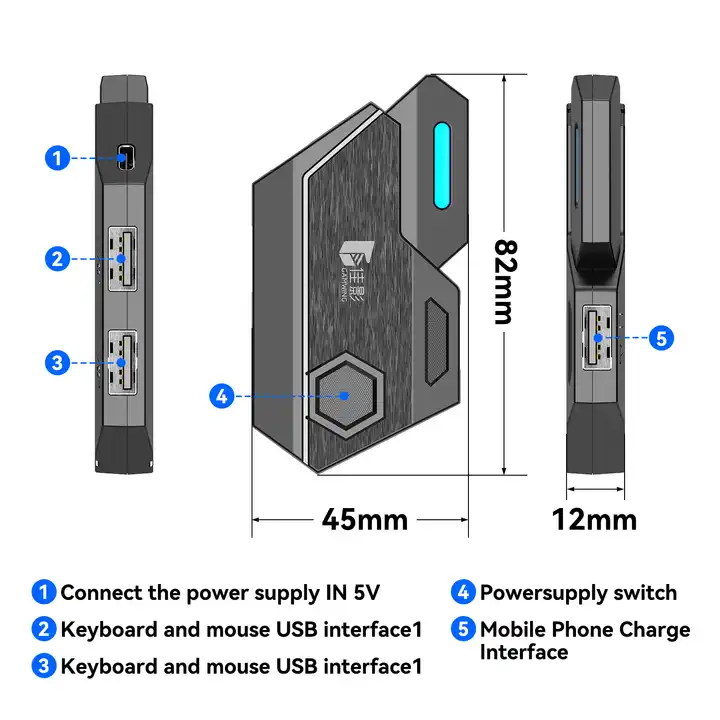 1
2
3
4
5
佳影
GAMWING
82mm
45mm
12mm
1 Connect the power supply IN 5V
2 Keyboard and mouse USB interface1
3 Keyboard and mouse USB interface1
4 Powersupply switch
5 Mobile Phone Charge
Interface